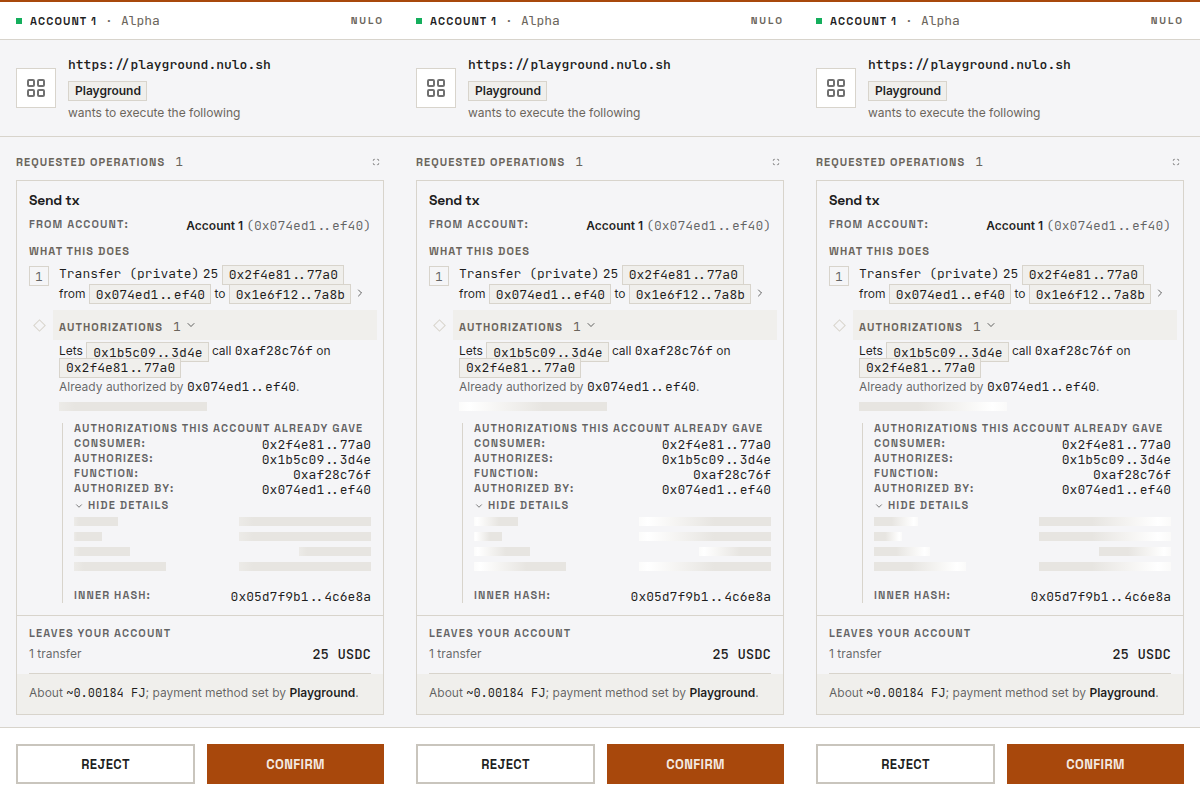 ACCOUNT 1 · Alpha NULO
https://playground.nulo.sh
Playground
wants to execute the following
REQUESTED OPERATIONS 1
Send tx
FROM ACCOUNT: Account 1 (0x074ed1..ef40)
WHAT THIS DOES
1 Transfer (private) 25 0x2f4e81..77a0
from 0x074ed1..ef40 to 0x1e6f12..7a8b
AUTHORIZATIONS 1
Lets 0x1b5c09..3d4e call 0xaf28c76f on
0x2f4e81..77a0
Already authorized by 0x074ed1..ef40.
AUTHORIZATIONS THIS ACCOUNT ALREADY GAVE
CONSUMER: 0x2f4e81..77a0
AUTHORIZES: 0x1b5c09..3d4e
FUNCTION: 0xaf28c76f
AUTHORIZED BY: 0x074ed1..ef40
HIDE DETAILS
INNER HASH: 0x05d7f9b1..4c6e8a
LEAVES YOUR ACCOUNT
1 transfer 25 USDC
About ~0.00184 FJ; payment method set by Playground.
REJECT CONFIRM
ACCOUNT 1 · Alpha NULO
https://playground.nulo.sh
Playground
wants to execute the following
REQUESTED OPERATIONS 1
Send tx
FROM ACCOUNT: Account 1 (0x074ed1..ef40)
WHAT THIS DOES
1 Transfer (private) 25 0x2f4e81..77a0
from 0x074ed1..ef40 to 0x1e6f12..7a8b
AUTHORIZATIONS 1
Lets 0x1b5c09..3d4e call 0xaf28c76f on
0x2f4e81..77a0
Already authorized by 0x074ed1..ef40.
AUTHORIZATIONS THIS ACCOUNT ALREADY GAVE
CONSUMER: 0x2f4e81..77a0
AUTHORIZES: 0x1b5c09..3d4e
FUNCTION: 0xaf28c76f
AUTHORIZED BY: 0x074ed1..ef40
HIDE DETAILS
INNER HASH: 0x05d7f9b1..4c6e8a
LEAVES YOUR ACCOUNT
1 transfer 25 USDC
About ~0.00184 FJ; payment method set by Playground.
REJECT CONFIRM
ACCOUNT 1 · Alpha NULO
https://playground.nulo.sh
Playground
wants to execute the following
REQUESTED OPERATIONS 1
Send tx
FROM ACCOUNT: Account 1 (0x074ed1..ef40)
WHAT THIS DOES
1 Transfer (private) 25 0x2f4e81..77a0
from 0x074ed1..ef40 to 0x1e6f12..7a8b
AUTHORIZATIONS 1
Lets 0x1b5c09..3d4e call 0xaf28c76f on
0x2f4e81..77a0
Already authorized by 0x074ed1..ef40.
AUTHORIZATIONS THIS ACCOUNT ALREADY GAVE
CONSUMER: 0x2f4e81..77a0
AUTHORIZES: 0x1b5c09..3d4e
FUNCTION: 0xaf28c76f
AUTHORIZED BY: 0x074ed1..ef40
HIDE DETAILS
INNER HASH: 0x05d7f9b1..4c6e8a
LEAVES YOUR ACCOUNT
1 transfer 25 USDC
About ~0.00184 FJ; payment method set by Playground.
REJECT CONFIRM